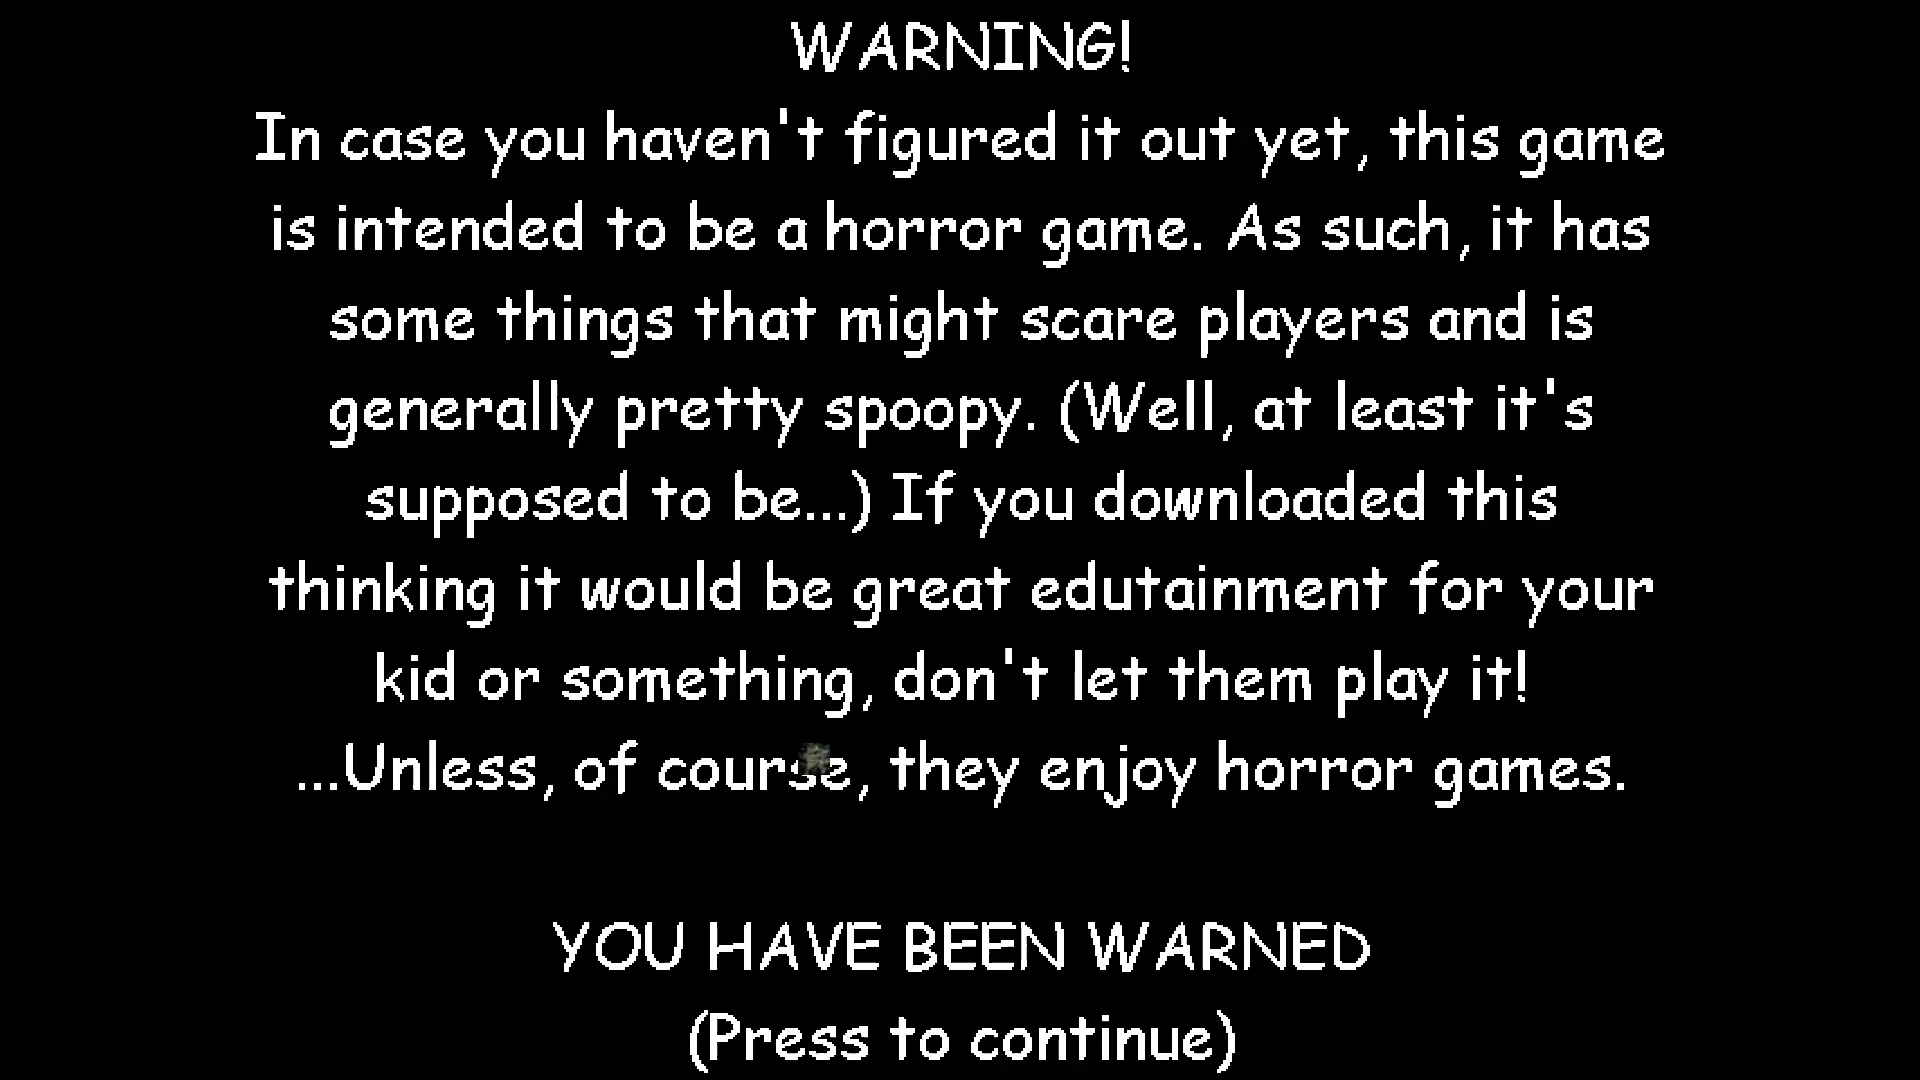 WARNING!
In case you haven't figured it out yet, this game
is intended to be a horror game. As such, it has
some things that might scare players and is
generally pretty spoopy. (Well, at least it's
supposed to be...) If you downloaded this
thinking it would be great edutainment for your
kid or something, don't let them play it!
...Unless, of course, they enjoy horror games.
YOU HAVE BEEN WARNED
(Press to continue)